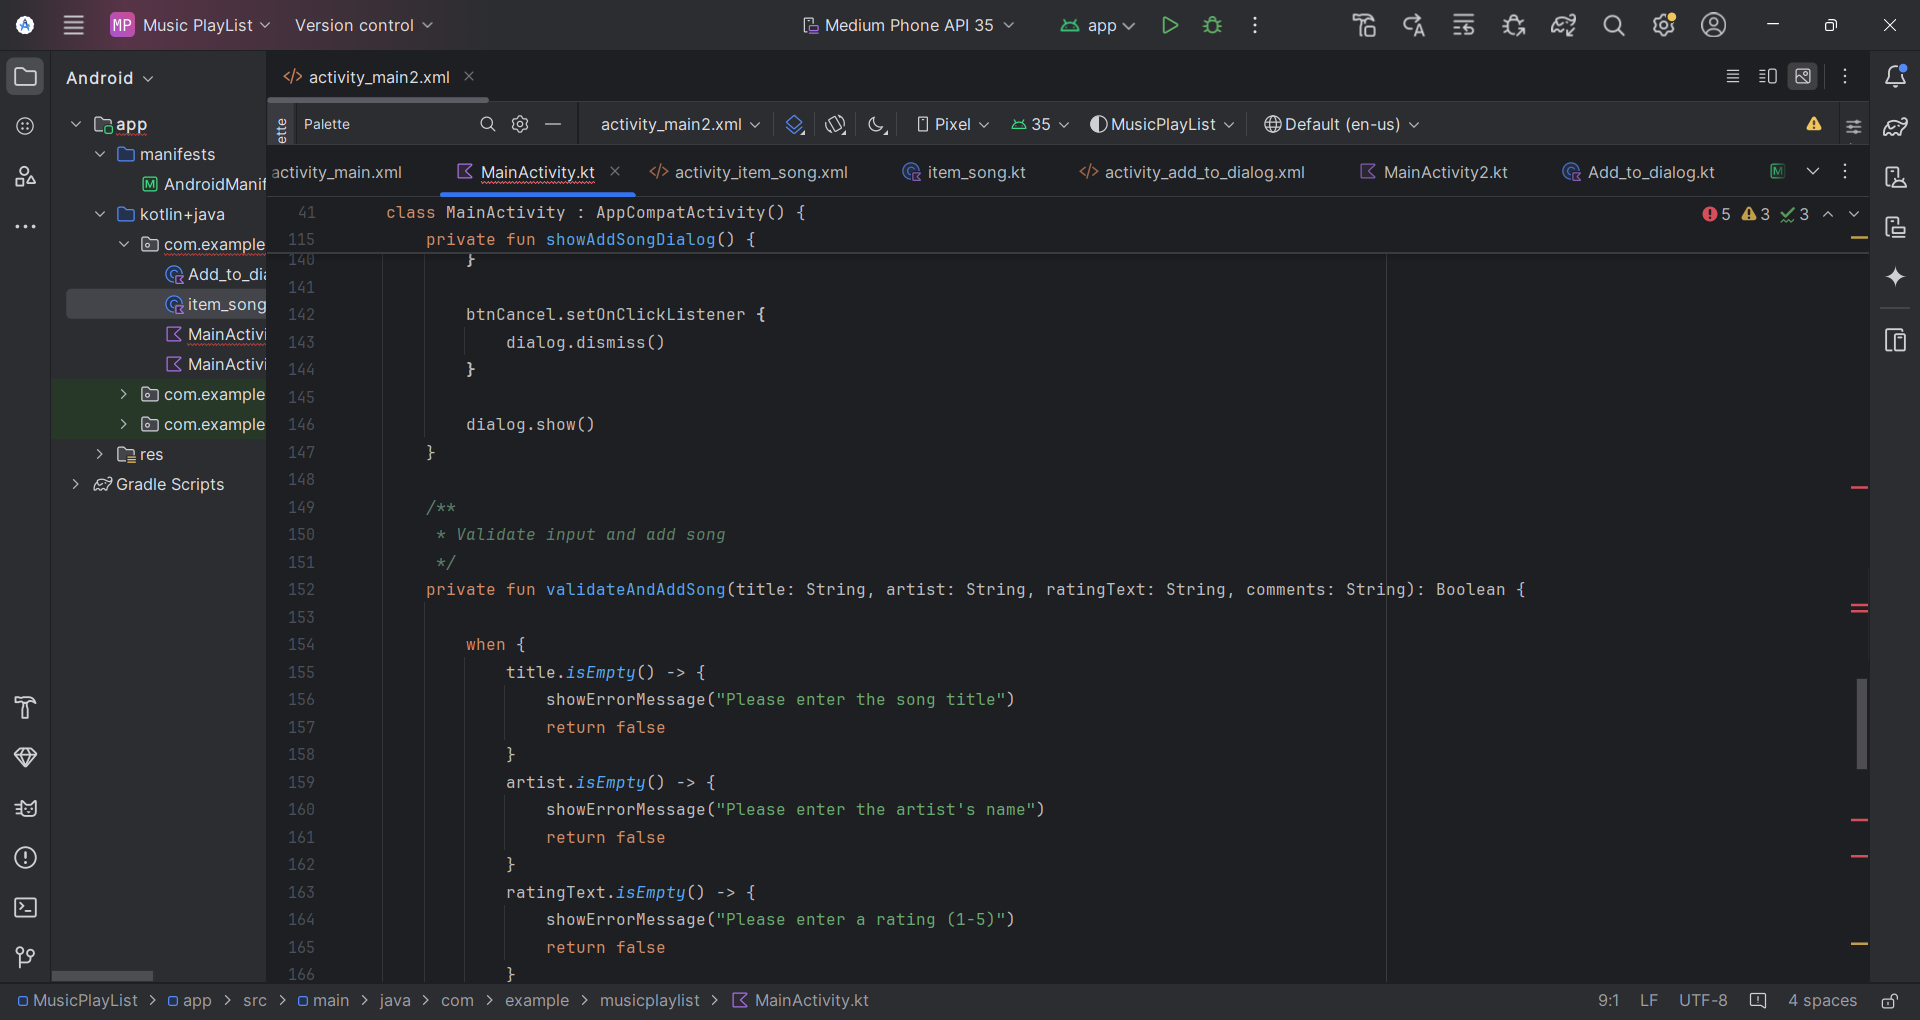 MP Music PlayList Version control Medium Phone API 35 app
Android activity_main2.xml
Palette activity_main2.xml Pixel 35 MusicPlayList Default (en-us)
activity_main.xml MainActivity.kt activity_item_song.xml item_song.kt activity_add_to_dialog.xml MainActivity2.kt Add_to_dialog.kt M
app
manifests
AndroidManif
kotlin+java
com.example
Add_to_dia
item_song
MainActivi
MainActivi
com.example
com.example
res
Gradle Scripts
5 3 3
41 class MainActivity : AppCompatActivity() {
115 private fun showAddSongDialog() {
140 }
141
142 btnCancel.setOnClickListener {
143 dialog.dismiss()
144 }
145
146 dialog.show()
147 }
148
149 /**
150 * Validate input and add song
151 */
152 private fun validateAndAddSong(title: String, artist: String, ratingText: String, comments: String): Boolean {
153
154 when {
155 title.isEmpty() -> {
156 showErrorMessage("Please enter the song title")
157 return false
158 }
159 artist.isEmpty() -> {
160 showErrorMessage("Please enter the artist's name")
161 return false
162 }
163 ratingText.isEmpty() -> {
164 showErrorMessage("Please enter a rating (1-5)")
165 return false
166 }
MusicPlayList > app > src > main > java > com > example > musicplaylist > MainActivity.kt 9:1 LF UTF-8 4 spaces